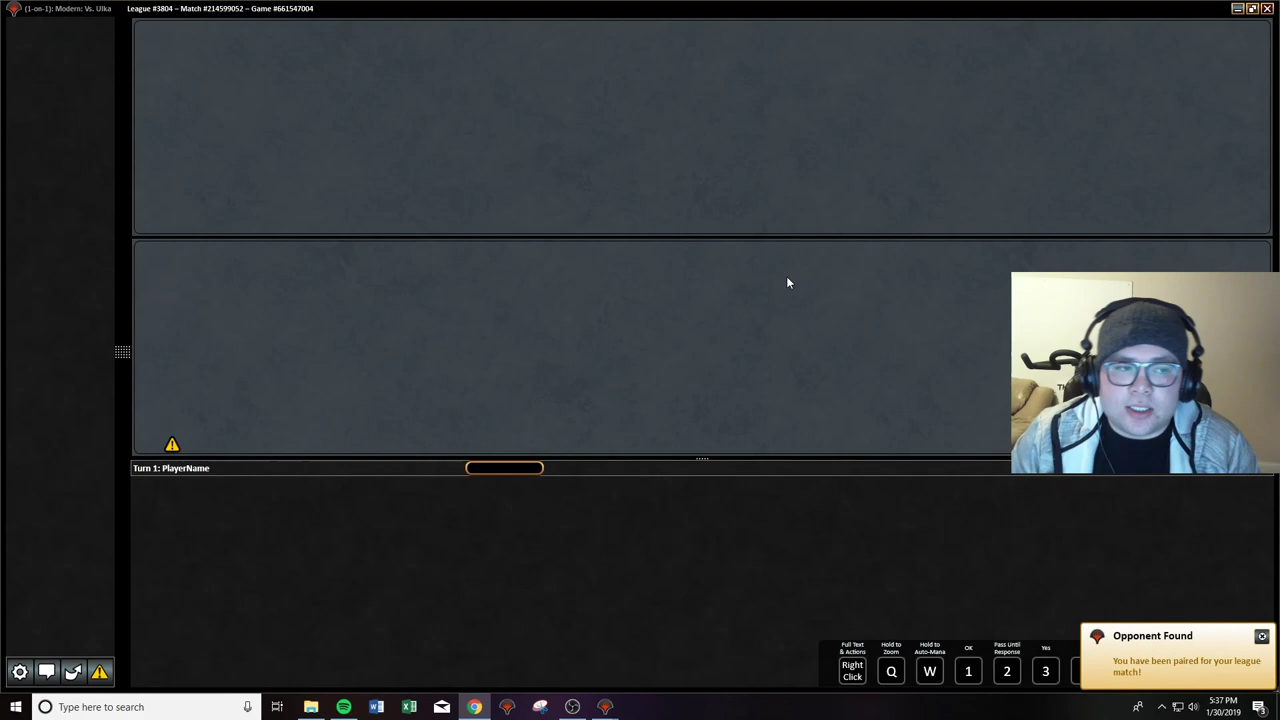 (1-on-1): Modern: Vs. Ulka
League #3804 – Match #214599052 – Game #661547004
Turn 1: PlayerName
Full Text & Actions
Right Click
Hold to Zoom
Q
Hold to Auto-Mana
W
OK
1
Pass Until Response
2
Yes
3
Opponent Found
You have been paired for your league
match!
Type here to search
5:37 PM
1/30/2019
3